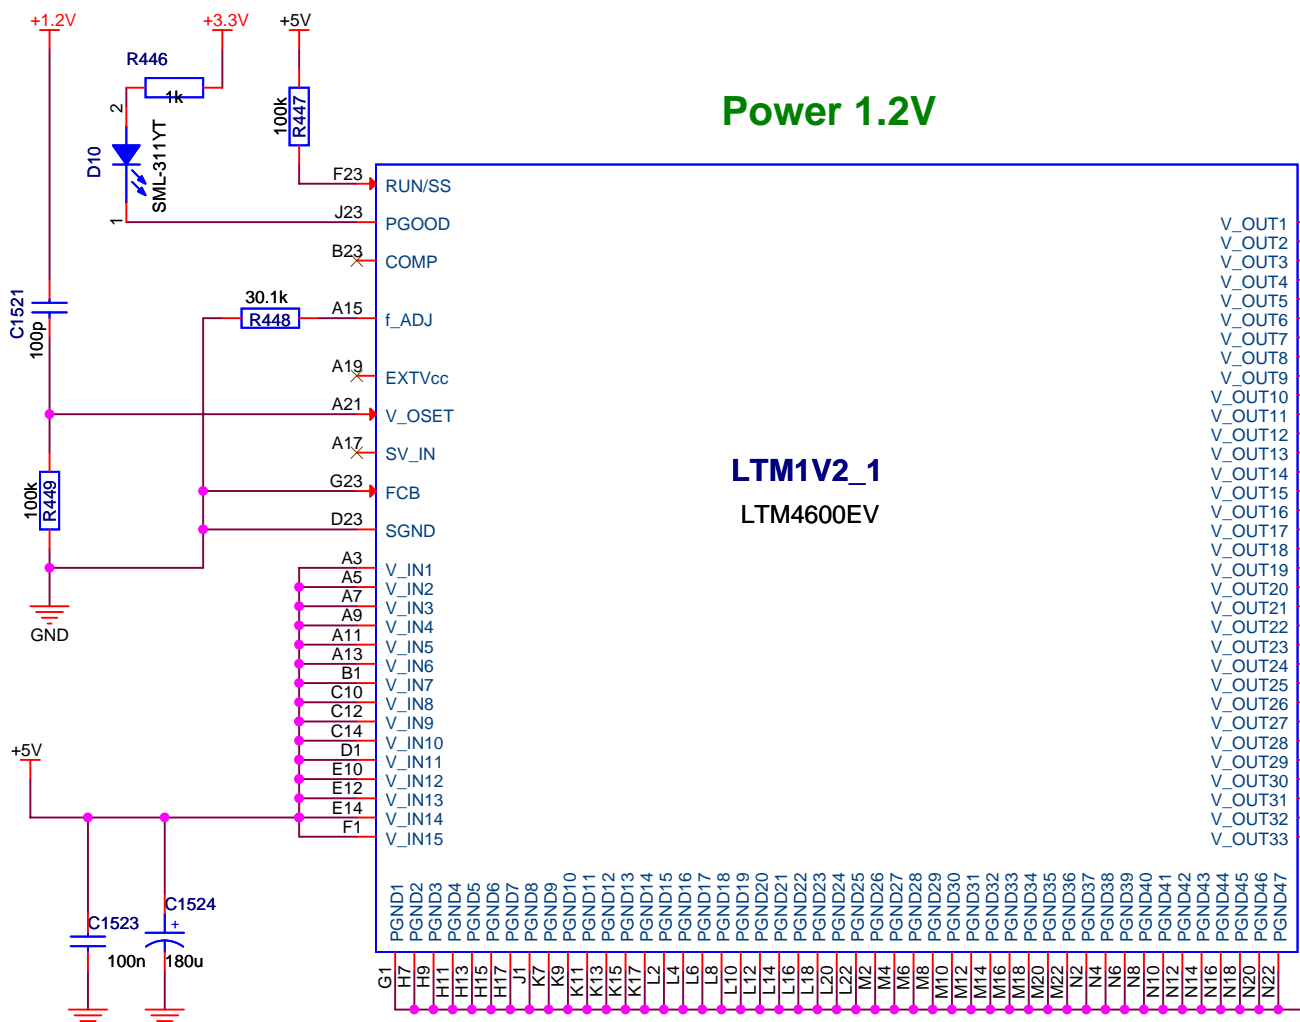 +1.2V
+3.3V
+5V
R446
1k
2
D10
SML-311YT
1
100k
R447
Power 1.2V
F23
RUN/SS
J23
PGOOD
B23
COMP
C1521
100p
30.1k
R448
A15
f_ADJ
A19
EXTVcc
A21
V_OSET
A17
SV_IN
100k
R449
G23
FCB
D23
SGND
GND
LTM1V2_1
LTM4600EV
A3
V_IN1
A5
V_IN2
A7
V_IN3
A9
V_IN4
A11
V_IN5
A13
V_IN6
B1
V_IN7
C10
V_IN8
C12
V_IN9
C14
V_IN10
D1
V_IN11
E10
V_IN12
E12
V_IN13
E14
V_IN14
F1
V_IN15
+5V
C1523
100n
C1524
+
180u
V_OUT1
V_OUT2
V_OUT3
V_OUT4
V_OUT5
V_OUT6
V_OUT7
V_OUT8
V_OUT9
V_OUT10
V_OUT11
V_OUT12
V_OUT13
V_OUT14
V_OUT15
V_OUT16
V_OUT17
V_OUT18
V_OUT19
V_OUT20
V_OUT21
V_OUT22
V_OUT23
V_OUT24
V_OUT25
V_OUT26
V_OUT27
V_OUT28
V_OUT29
V_OUT30
V_OUT31
V_OUT32
V_OUT33
PGND1
PGND2
PGND3
PGND4
PGND5
PGND6
PGND7
PGND8
PGND9
PGND10
PGND11
PGND12
PGND13
PGND14
PGND15
PGND16
PGND17
PGND18
PGND19
PGND20
PGND21
PGND22
PGND23
PGND24
PGND25
PGND26
PGND27
PGND28
PGND29
PGND30
PGND31
PGND32
PGND33
PGND34
PGND35
PGND36
PGND37
PGND38
PGND39
PGND40
PGND41
PGND42
PGND43
PGND44
PGND45
PGND46
PGND47
G1
H7
H9
H11
H13
H15
H17
J1
K7
K9
K11
K13
K15
K17
L2
L4
L6
L8
L10
L12
L14
L16
L18
L20
L22
M2
M4
M6
M8
M10
M12
M14
M16
M18
M20
M22
N2
N4
N6
N8
N10
N12
N14
N16
N18
N20
N22